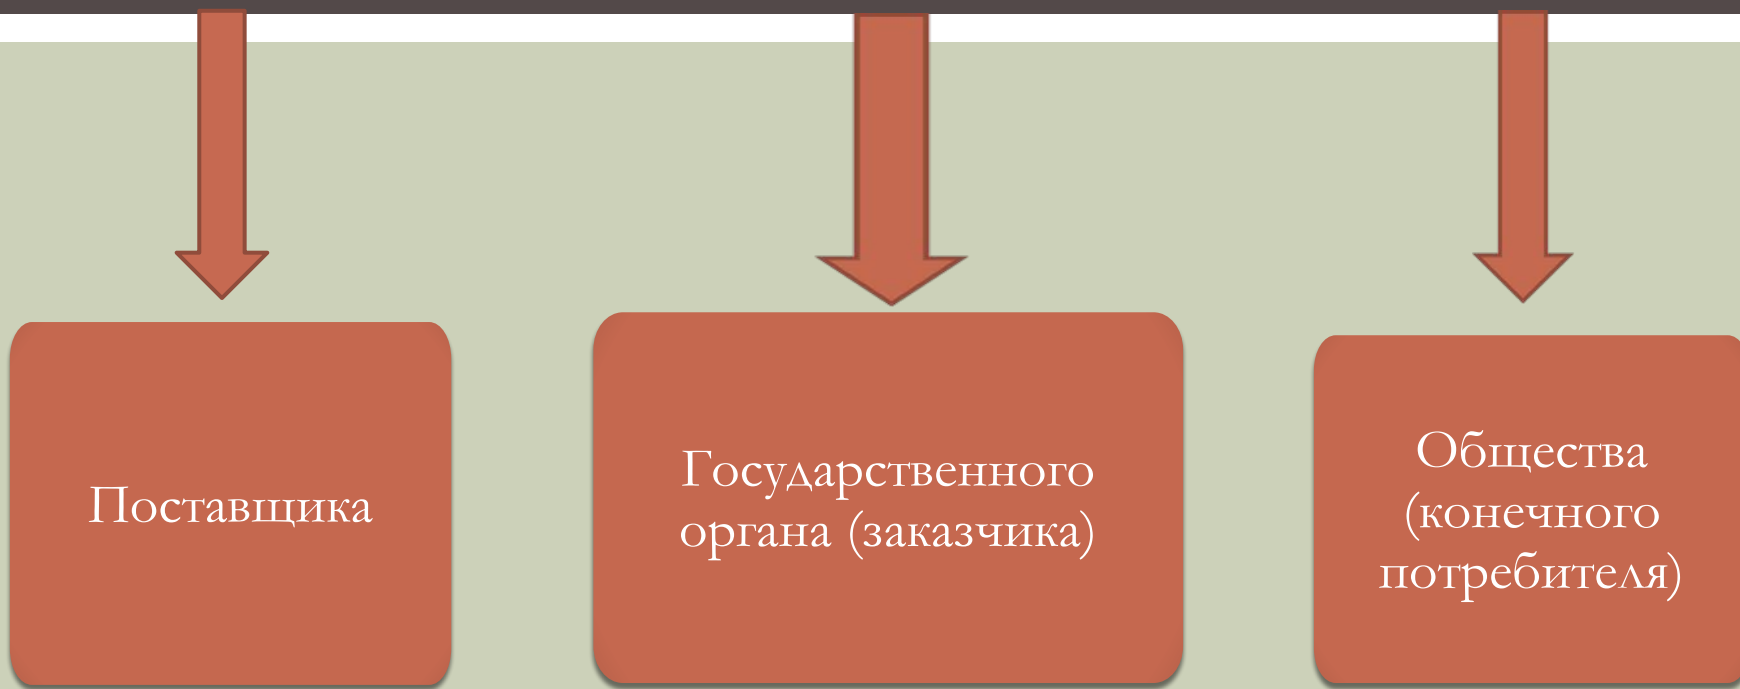 Поставщика
Государственного
органа (заказчика)
Общества
(конечного
потребителя)